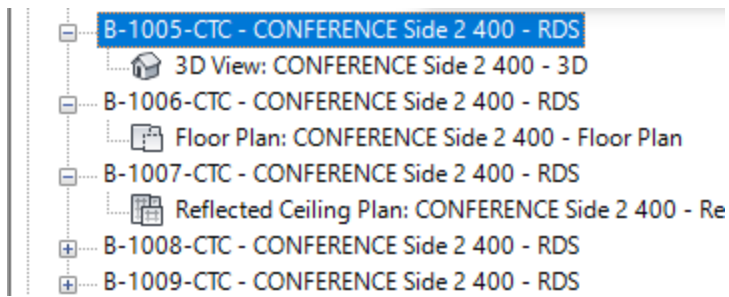 B-1005-CTC - CONFERENCE Side 2 400 - RDS
3D View: CONFERENCE Side 2 400 - 3D
B-1006-CTC - CONFERENCE Side 2 400 - RDS
Floor Plan: CONFERENCE Side 2 400 - Floor Plan
B-1007-CTC - CONFERENCE Side 2 400 - RDS
Reflected Ceiling Plan: CONFERENCE Side 2 400 - Re
B-1008-CTC - CONFERENCE Side 2 400 - RDS
B-1009-CTC - CONFERENCE Side 2 400 - RDS